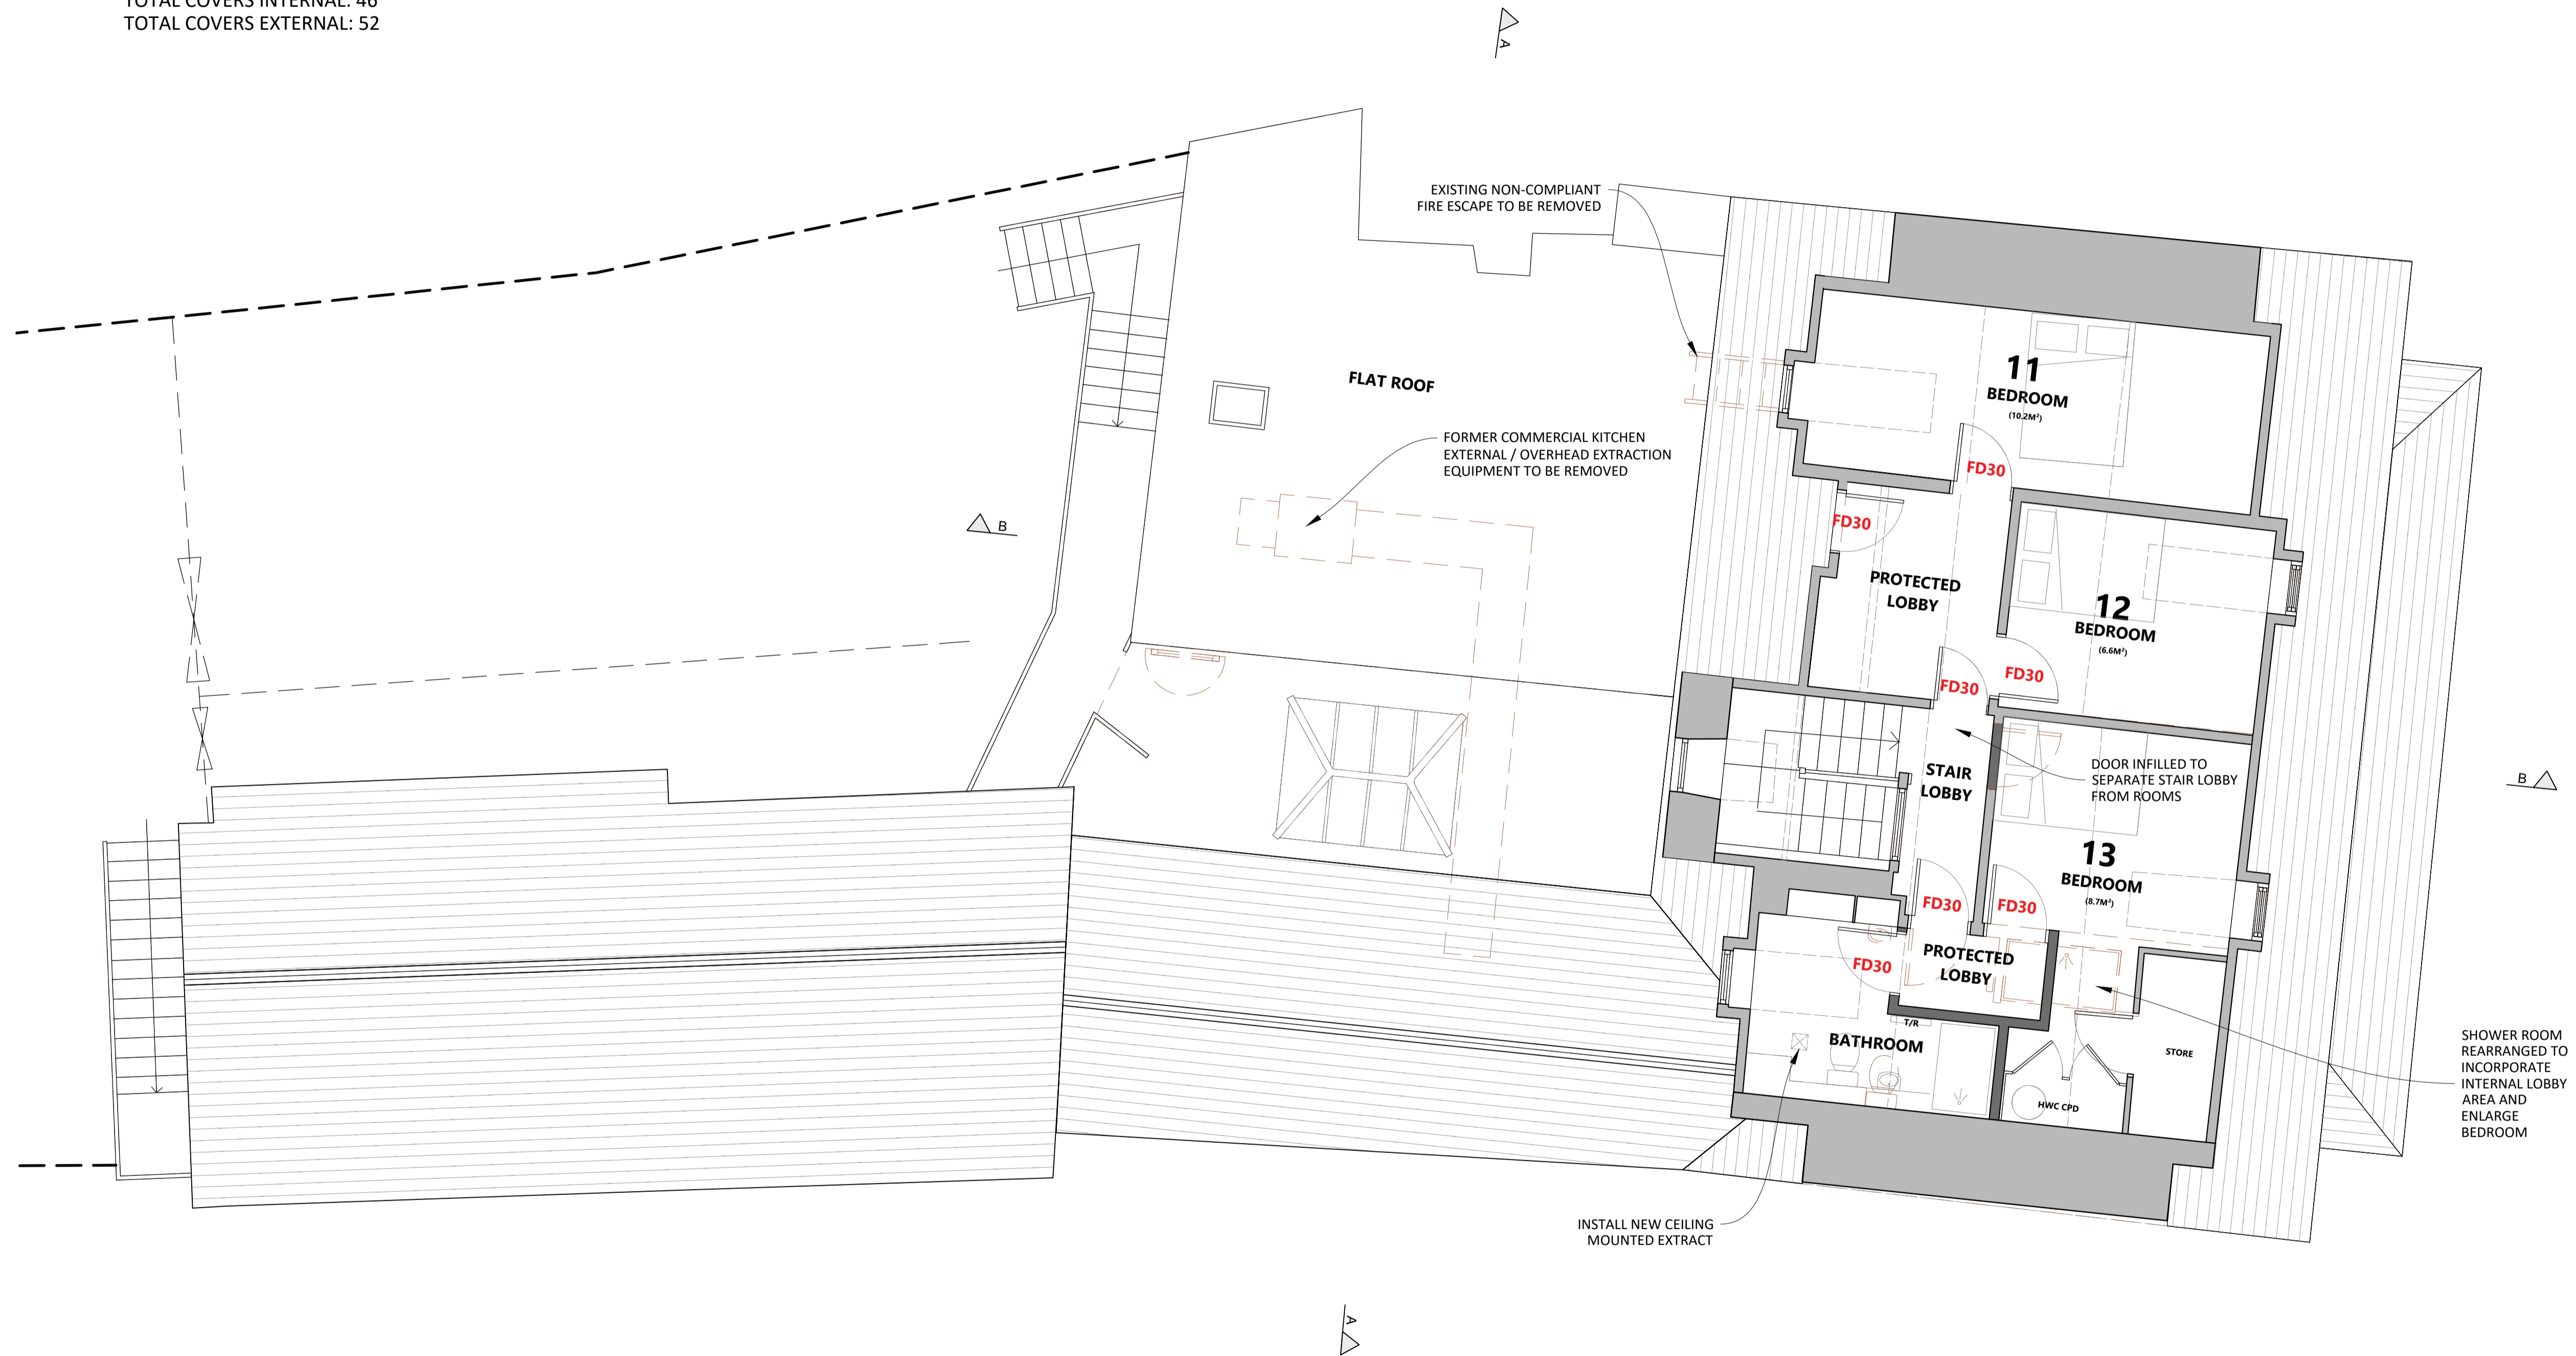 TOTAL COVERS INTERNAL: 46
TOTAL COVERS EXTERNAL: 52
A
EXISTING NON-COMPLIANT
FIRE ESCAPE TO BE REMOVED
FLAT ROOF
11
BEDROOM
(10.2M²)
FORMER COMMERCIAL KITCHEN
EXTERNAL / OVERHEAD EXTRACTION
EQUIPMENT TO BE REMOVED
FD30
FD30
B
PROTECTED
LOBBY
12
BEDROOM
(6.6M²)
FD30
FD30
STAIR
LOBBY
DOOR INFILLED TO
SEPARATE STAIR LOBBY
FROM ROOMS
B
13
BEDROOM
(8.7M²)
FD30
FD30
PROTECTED
LOBBY
FD30
T/R
BATHROOM
STORE
HWC CPD
SHOWER ROOM
REARRANGED TO
INCORPORATE
INTERNAL LOBBY
AREA AND
ENLARGE
BEDROOM
INSTALL NEW CEILING
MOUNTED EXTRACT
A